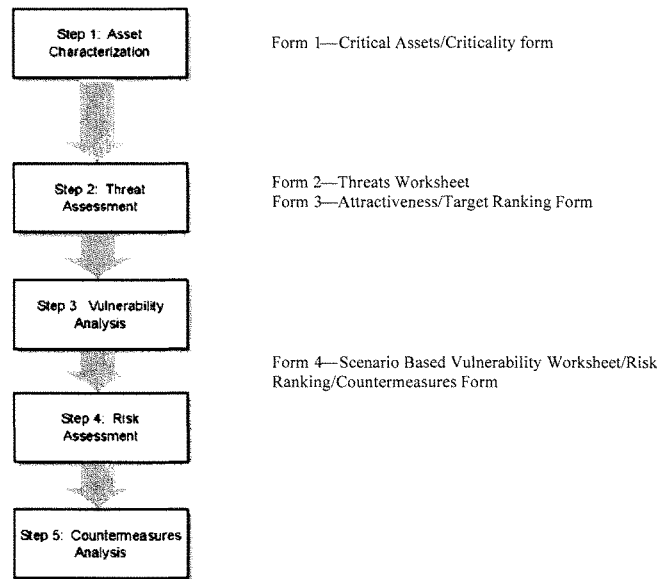 Step 1: Asset
Characterization
Form 1—Critical Assets/Criticality form
Step 2: Threat
Assessment
Form 2—Threats Worksheet
Form 3—Attractiveness/Target Ranking Form
Step 3 Vulnerability
Analysis
Form 4—Scenario Based Vulnerability Worksheet/Risk
Ranking/Countermeasures Form
Step 4: Risk
Assessment
Step 5: Countermeasures
Analysis